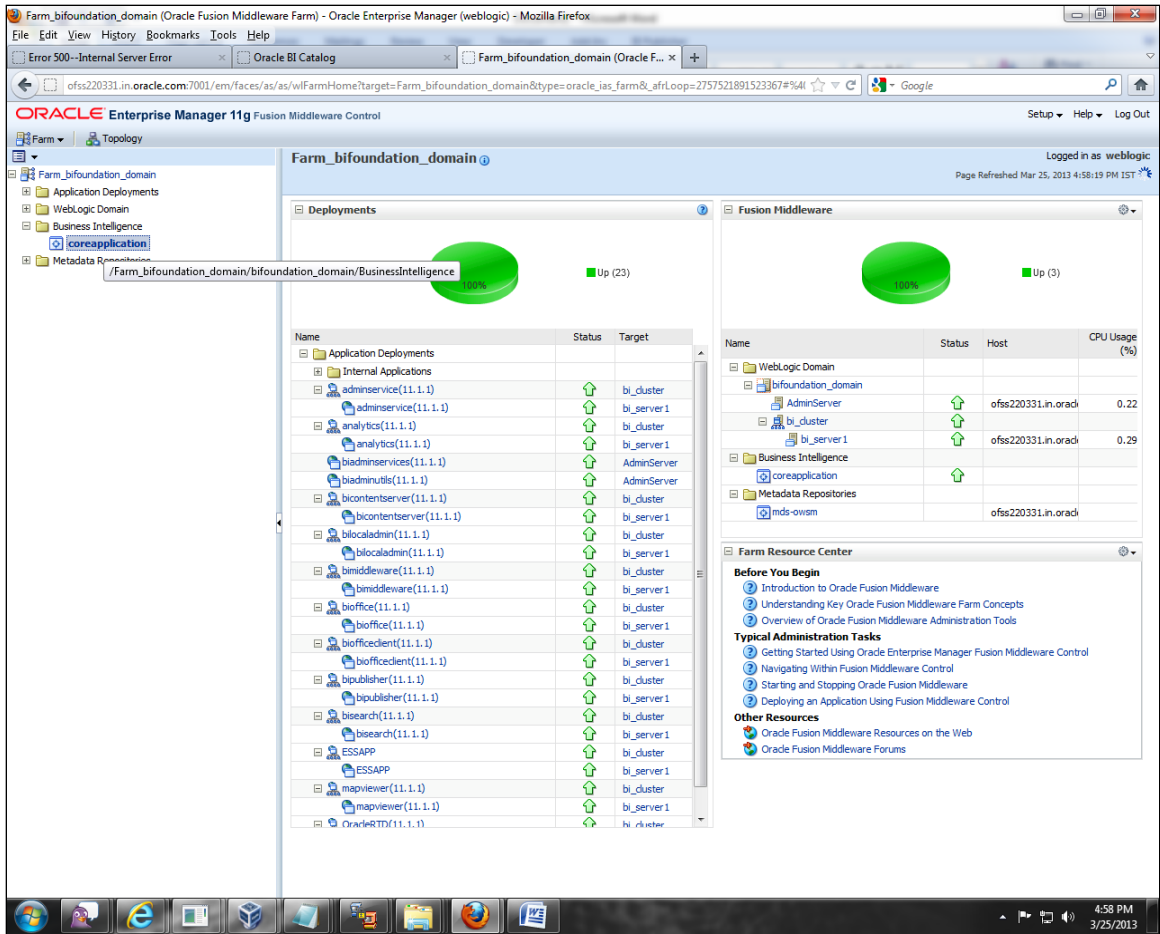 Farm_bifoundation_domain (Oracle Fusion Middleware Farm) - Oracle Enterprise Manager (weblogic) - Mozilla Firefox
File Edit View History Bookmarks Tools Help
Error 500--Internal Server Error × Oracle BI Catalog × Farm_bifoundation_domain (Oracle F... × +
ofss220331.in.oracle.com:7001/em/faces/as/as/wlFarmHome?target=Farm_bifoundation_domain&type=oracle_ias_farm&_afrLoop=2757521891523367#%4( Google
ORACLE Enterprise Manager 11g Fusion Middleware Control Setup Help Log Out
Farm Topology
Farm_bifoundation_domain
Application Deployments
WebLogic Domain
Business Intelligence
coreapplication
Metadata Repositories
/Farm_bifoundation_domain/bifoundation_domain/BusinessIntelligence
Farm_bifoundation_domain
Logged in as weblogic
Page Refreshed Mar 25, 2013 4:58:19 PM IST
Deployments
100%
Up (23)
Name Status Target
Application Deployments
Internal Applications
adminservice(11.1.1) bi_cluster
adminservice(11.1.1) bi_server1
analytics(11.1.1) bi_cluster
analytics(11.1.1) bi_server1
biadminservices(11.1.1) AdminServer
biadminutils(11.1.1) AdminServer
bicontentserver(11.1.1) bi_cluster
bicontentserver(11.1.1) bi_server1
bilocaladmin(11.1.1) bi_cluster
bilocaladmin(11.1.1) bi_server1
bimiddleware(11.1.1) bi_cluster
bimiddleware(11.1.1) bi_server1
bioffice(11.1.1) bi_cluster
bioffice(11.1.1) bi_server1
biofficeclient(11.1.1) bi_cluster
biofficeclient(11.1.1) bi_server1
bipublisher(11.1.1) bi_cluster
bipublisher(11.1.1) bi_server1
bisearch(11.1.1) bi_cluster
bisearch(11.1.1) bi_server1
ESSAPP bi_cluster
ESSAPP bi_server1
mapviewer(11.1.1) bi_cluster
mapviewer(11.1.1) bi_server1
OracleRTD(11.1.1) bi_cluster
Fusion Middleware
100%
Up (3)
Name Status Host CPU Usage (%)
WebLogic Domain
bifoundation_domain
AdminServer ofss220331.in.oracl 0.22
bi_cluster
bi_server1 ofss220331.in.oracl 0.29
Business Intelligence
coreapplication
Metadata Repositories
mds-owsm ofss220331.in.oracl
Farm Resource Center
Before You Begin
Introduction to Oracle Fusion Middleware
Understanding Key Oracle Fusion Middleware Farm Concepts
Overview of Oracle Fusion Middleware Administration Tools
Typical Administration Tasks
Getting Started Using Oracle Enterprise Manager Fusion Middleware Control
Navigating Within Fusion Middleware Control
Starting and Stopping Oracle Fusion Middleware
Deploying an Application Using Fusion Middleware Control
Other Resources
Oracle Fusion Middleware Resources on the Web
Oracle Fusion Middleware Forums
4:58 PM
3/25/2013